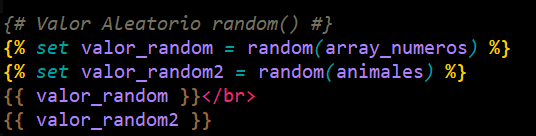 {# Valor Aleatorio random() #}
{% set valor_random = random(array_numeros) %}
{% set valor_random2 = random(animales) %}
{{ valor_random }}</br>
{{ valor_random2 }}